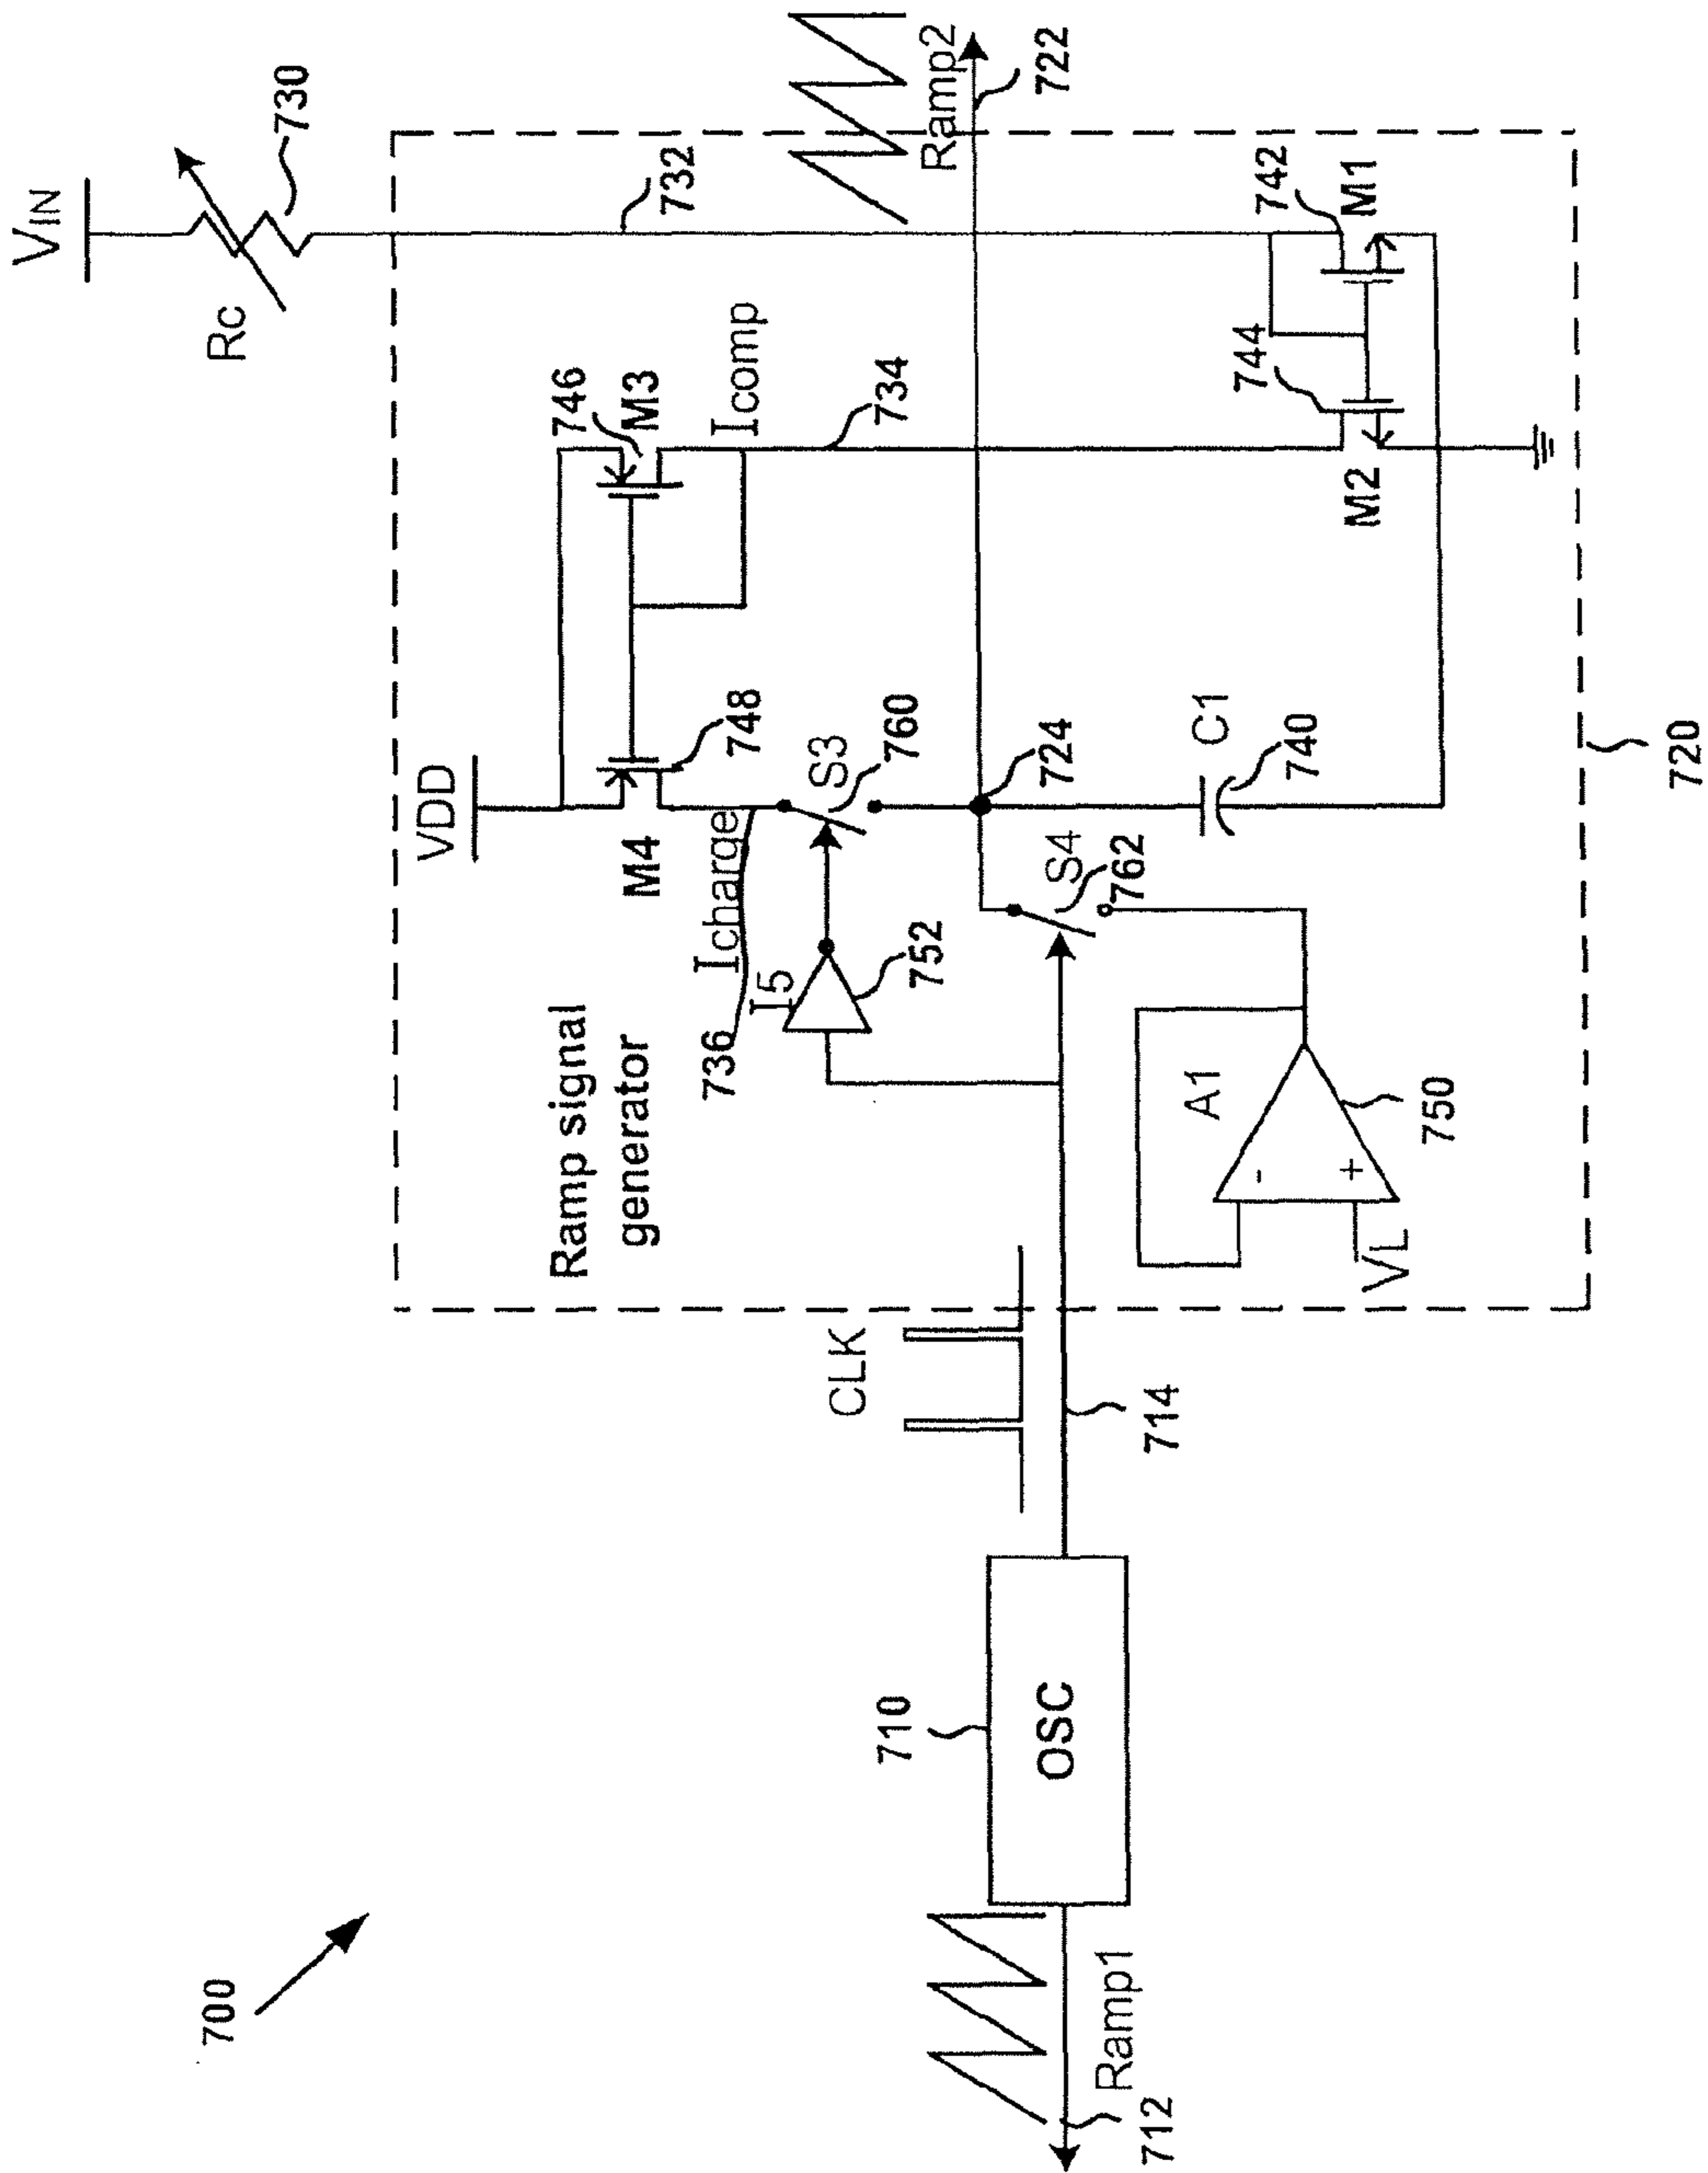 VIN
700
Rc
730
VDD
Ramp signal
generator
746
M4
M3
732
736
Icharge
748
Icomp
I5
S3
CLK
710
752
760
734
Ramp2
OSC
S4
724
722
Ramp1
762
712
714
A1
C1
744
742
-
740
+
M2
M1
VL
750
720